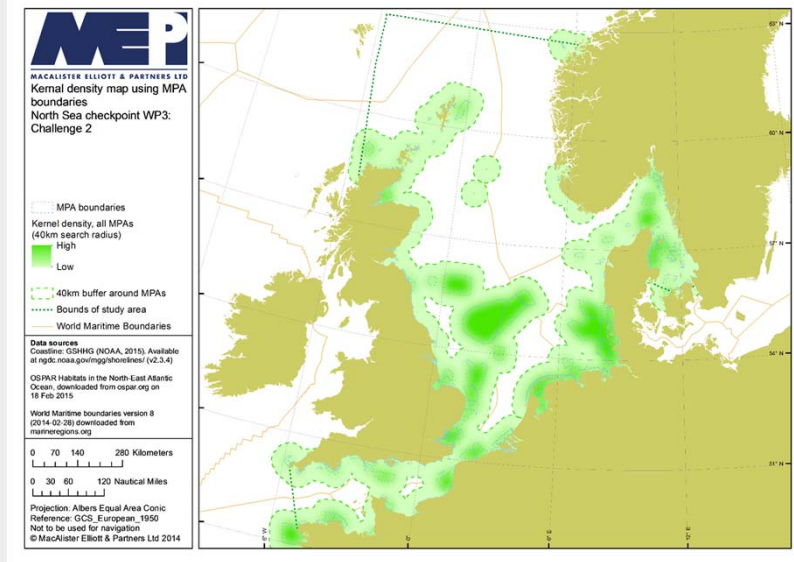 MEP
MACALISTER ELLIOTT & PARTNERS LTD
Kernal density map using MPA
boundaries
North Sea checkpoint WP3:
Challenge 2
MPA boundaries
Kernel density, all MPAs
(40km search radius)
High
Low
40km buffer around MPAs
Bounds of study area
World Maritime Boundaries
Data sources
Coastline: GSHHG (NOAA, 2015). Available
at ngdc.noaa.gov/mgg/shorelines/ (v2.3.4)
OSPAR Habitats in the North-East Atlantic
Ocean, downloaded from ospar.org on
18 Feb 2015
World Maritime boundaries version 8
(2014-02-28) downloaded from
marineregions.org
0 70 140 280 Kilometers
0 30 60 120 Nautical Miles
Projection: Albers Equal Area Conic
Reference: GCS_European_1950
Not to be used for navigation
© MacAlister Elliott & Partners Ltd 2014
63° N
60° N
57° N
54° N
51° N